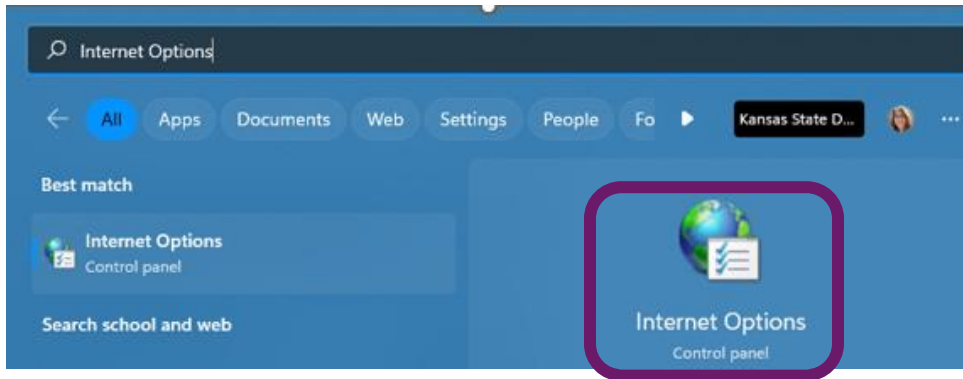 Internet Options
All Apps Documents Web Settings People Fo Kansas State D... ...
Best match
Internet Options
Control panel
Search school and web
Internet Options
Control panel